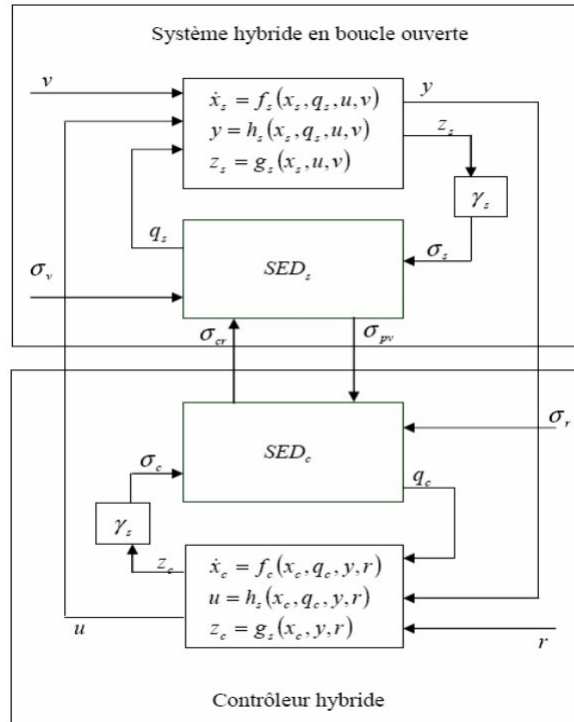 Système hybride en boucle ouverte
v
ẋ_s = f_s(x_s, q_s, u, v)
y = h_s(x_s, q_s, u, v)
z_s = g_s(x_s, u, v)
y
z_s
γ_s
q_s
σ_s
SED_s
σ_v
σ_cr
σ_pv
σ_r
σ_c
SED_c
q_c
γ_s
z_c
ẋ_c = f_c(x_c, q_c, y, r)
u = h_s(x_c, q_c, y, r)
z_c = g_s(x_c, y, r)
u
r
Contrôleur hybride